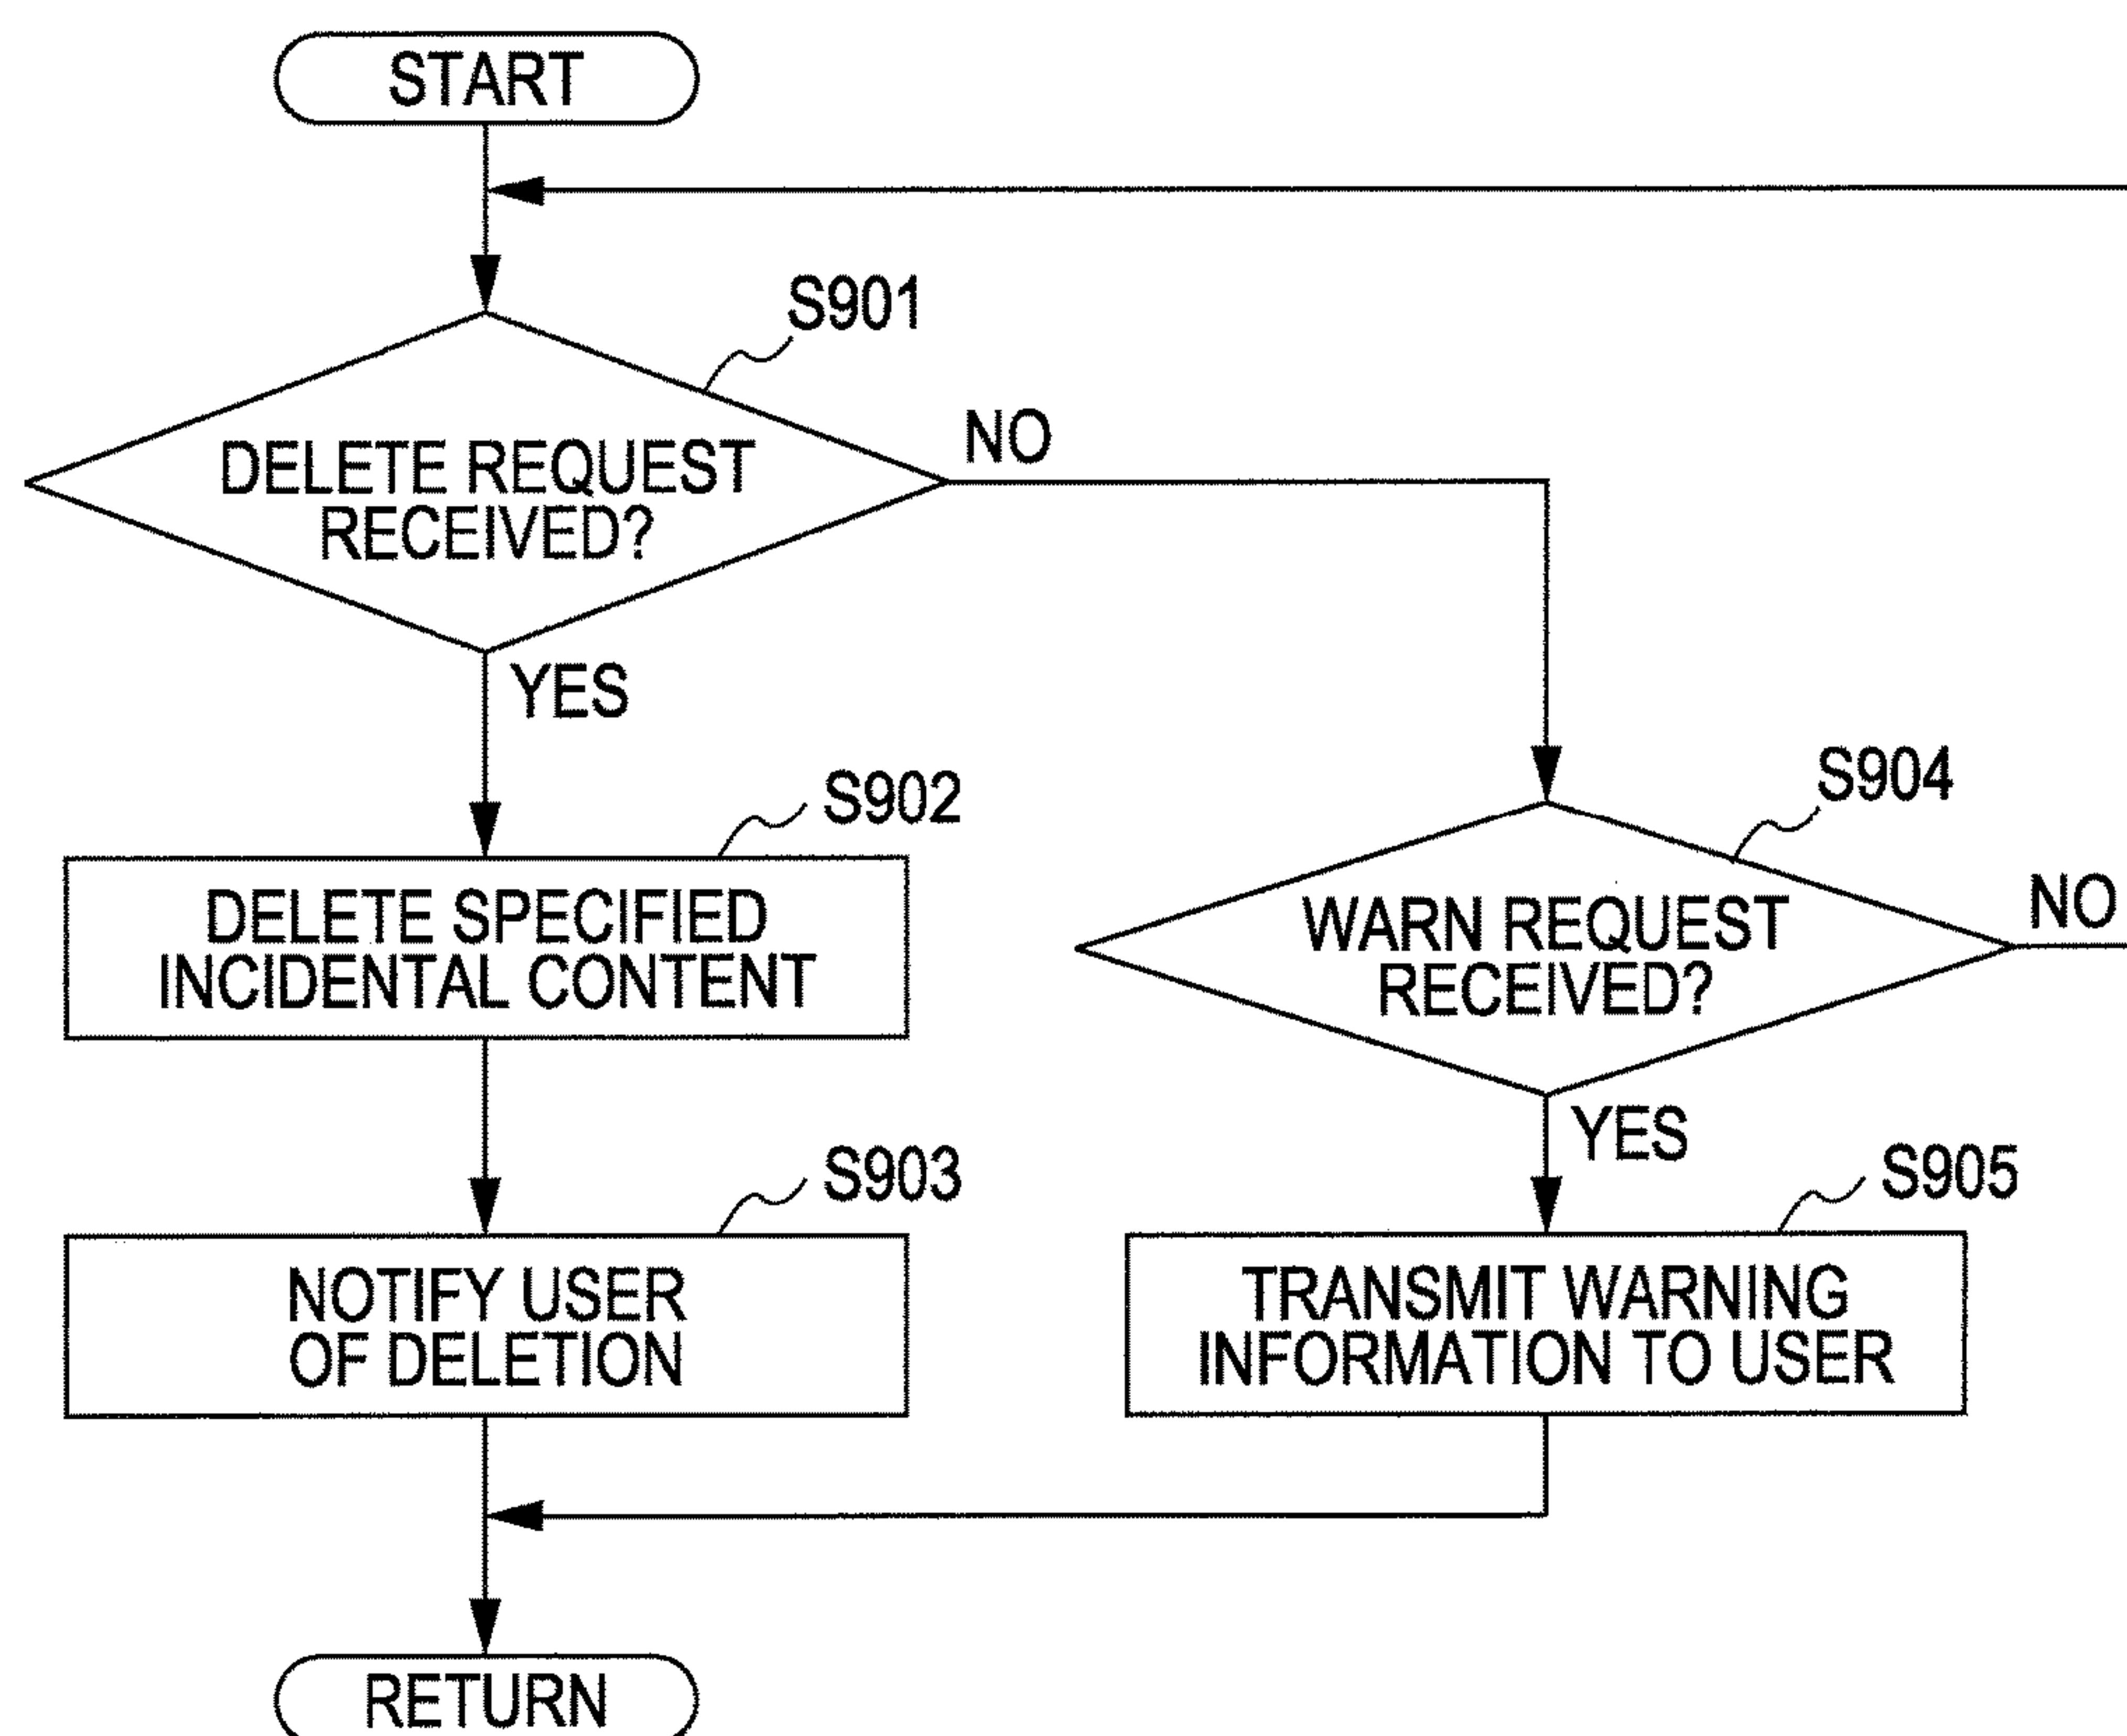 START
S901
DELETE REQUEST
RECEIVED?
NO
YES
S902
DELETE SPECIFIED
INCIDENTAL CONTENT
S903
NOTIFY USER
OF DELETION
S904
WARN REQUEST
RECEIVED?
NO
YES
S905
TRANSMIT WARNING
INFORMATION TO USER
RETURN